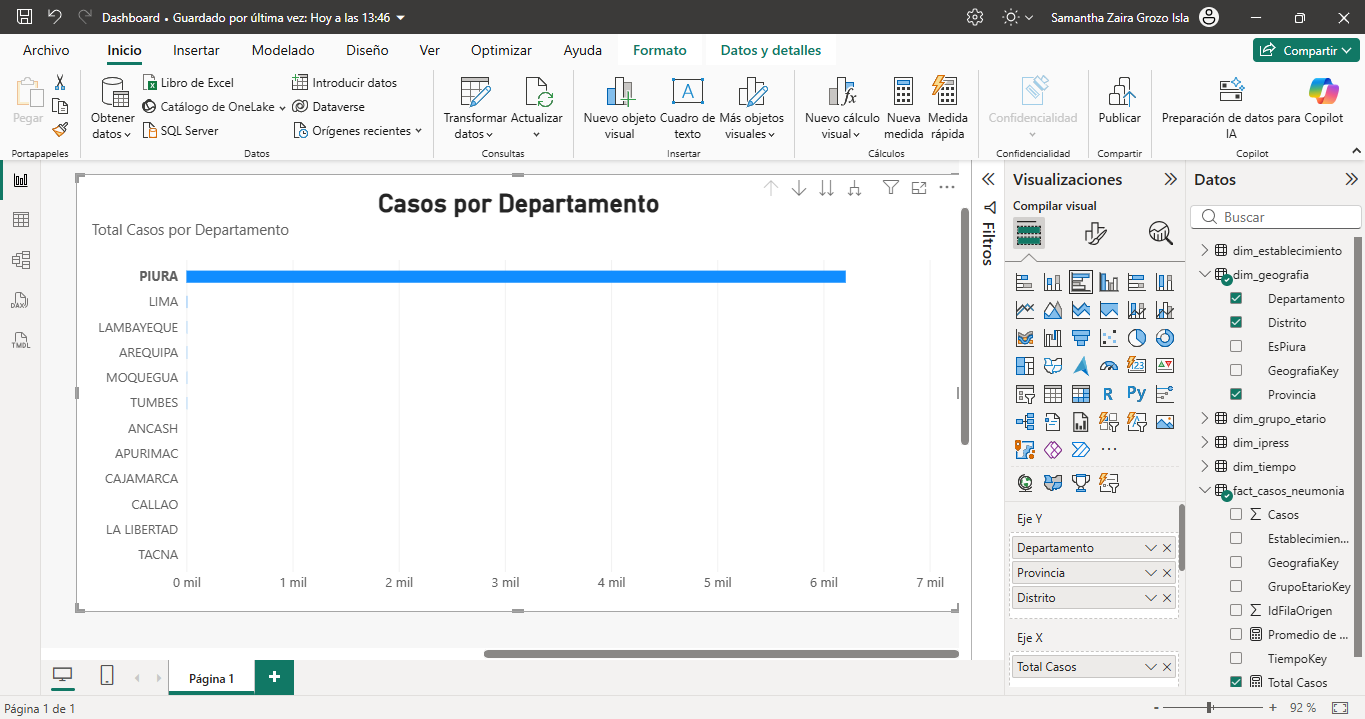 Dashboard • Guardado por última vez: Hoy a las 13:46
Samantha Zaira Grozo Isla
Archivo Inicio Insertar Modelado Diseño Ver Optimizar Ayuda Formato Datos y detalles Compartir
Pegar
Portapapeles
Obtener datos
Libro de Excel
Catálogo de OneLake
SQL Server
Introducir datos
Dataverse
Orígenes recientes
Datos
Transformar datos
Actualizar
Consultas
Nuevo objeto visual
A
Cuadro de texto
Más objetos visuales
Insertar
Nuevo cálculo visual
Nueva medida
Medida rápida
Cálculos
Confidencialidad
Confidencialidad
Publicar
Compartir
Preparación de datos para IA
Copilot
Copilot
DAX
TMDL
Casos por Departamento
Total Casos por Departamento
PIURA
LIMA
LAMBAYEQUE
AREQUIPA
MOQUEGUA
TUMBES
ANCASH
APURIMAC
CAJAMARCA
CALLAO
LA LIBERTAD
TACNA
0 mil 1 mil 2 mil 3 mil 4 mil 5 mil 6 mil 7 mil
Filtros
Visualizaciones
Compilar visual
123
R Py
Eje Y
Departamento
Provincia
Distrito
Eje X
Total Casos
Datos
Buscar
dim_establecimiento
dim_geografia
Departamento
Distrito
EsPiura
GeografiaKey
Provincia
dim_grupo_etario
dim_ipress
dim_tiempo
fact_casos_neumonia
Casos
Establecimien...
GeografiaKey
GrupoEtarioKey
IdFilaOrigen
Promedio de ...
TiempoKey
Total Casos
Página 1
Página 1 de 1
- + 92 %